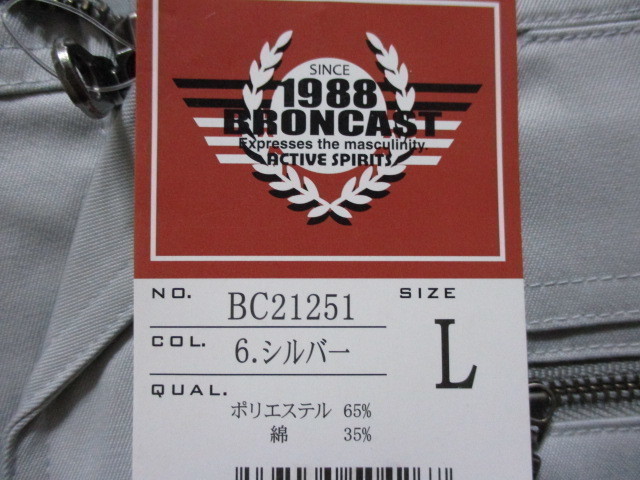 SINCE
1988
BRONCAST
Expresses the masculinity.
ACTIVE SPIRITS
NO. BC21251
SIZE L
COL. 6.シルバー
QUAL.
ポリエステル 65%
綿 35%